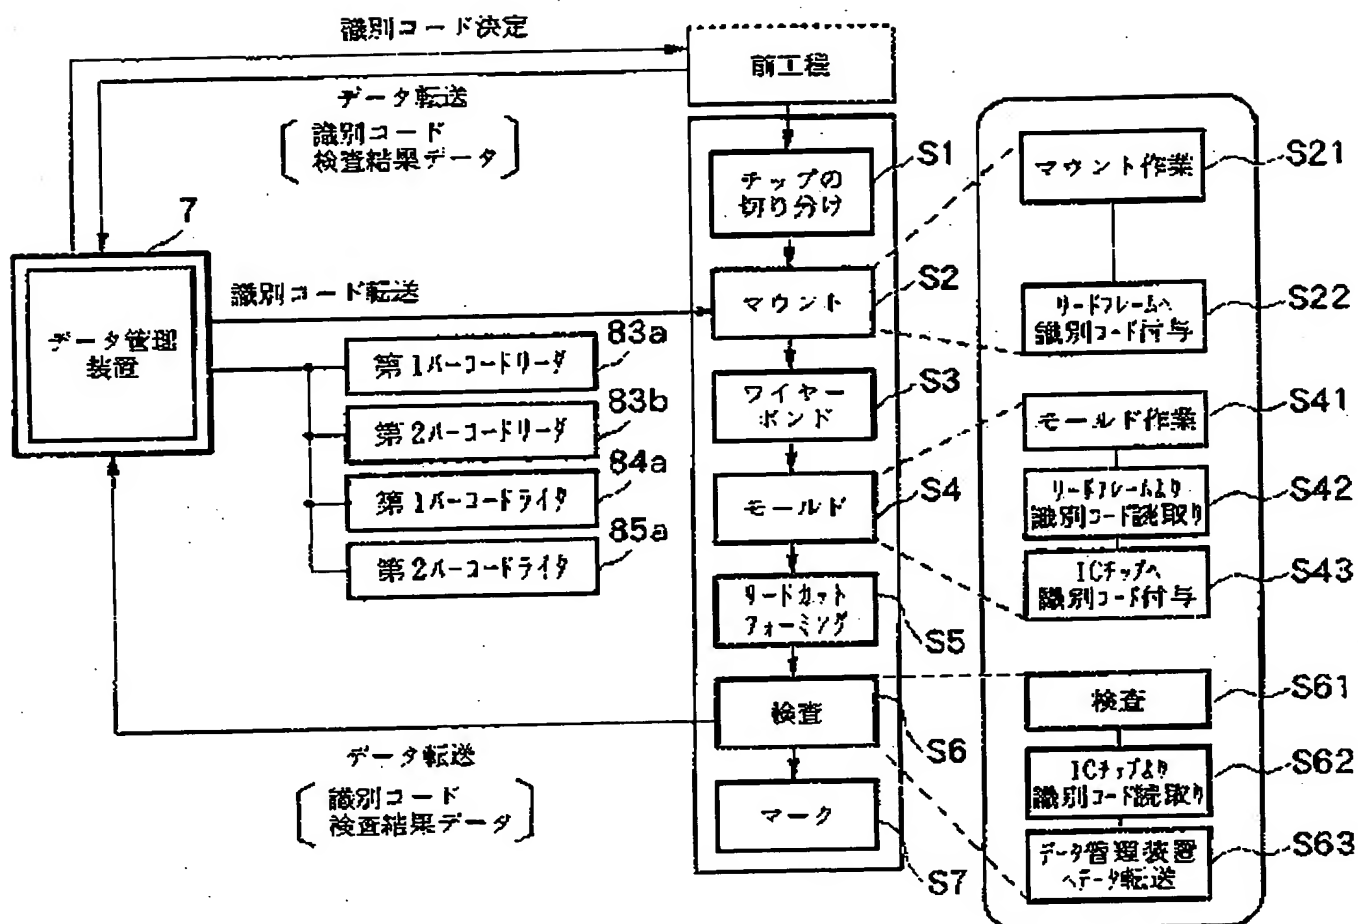 識別コード決定
前工程
データ転送
識別コード
検査結果データ
S1
チップの
切り分け
マウント作業
S21
7
識別コード転送
マウント
S2
リードフレームへ
識別コード付与
S22
データ管理
装置
第1バーコードリーダ
83a
ワイヤー
ボンド
S3
第2バーコードリーダ
83b
モールド作業
S41
第1バーコードライタ
84a
モールド
S4
リードフレームより
識別コード読取り
S42
第2バーコードライタ
85a
ICチップへ
識別コード付与
S43
リードカット
フォーミング
S5
検査
S6
検査
S61
データ転送
識別コード
検査結果データ
ICチップより
識別コード読取り
S62
マーク
S7
データ管理装置
へデータ転送
S63